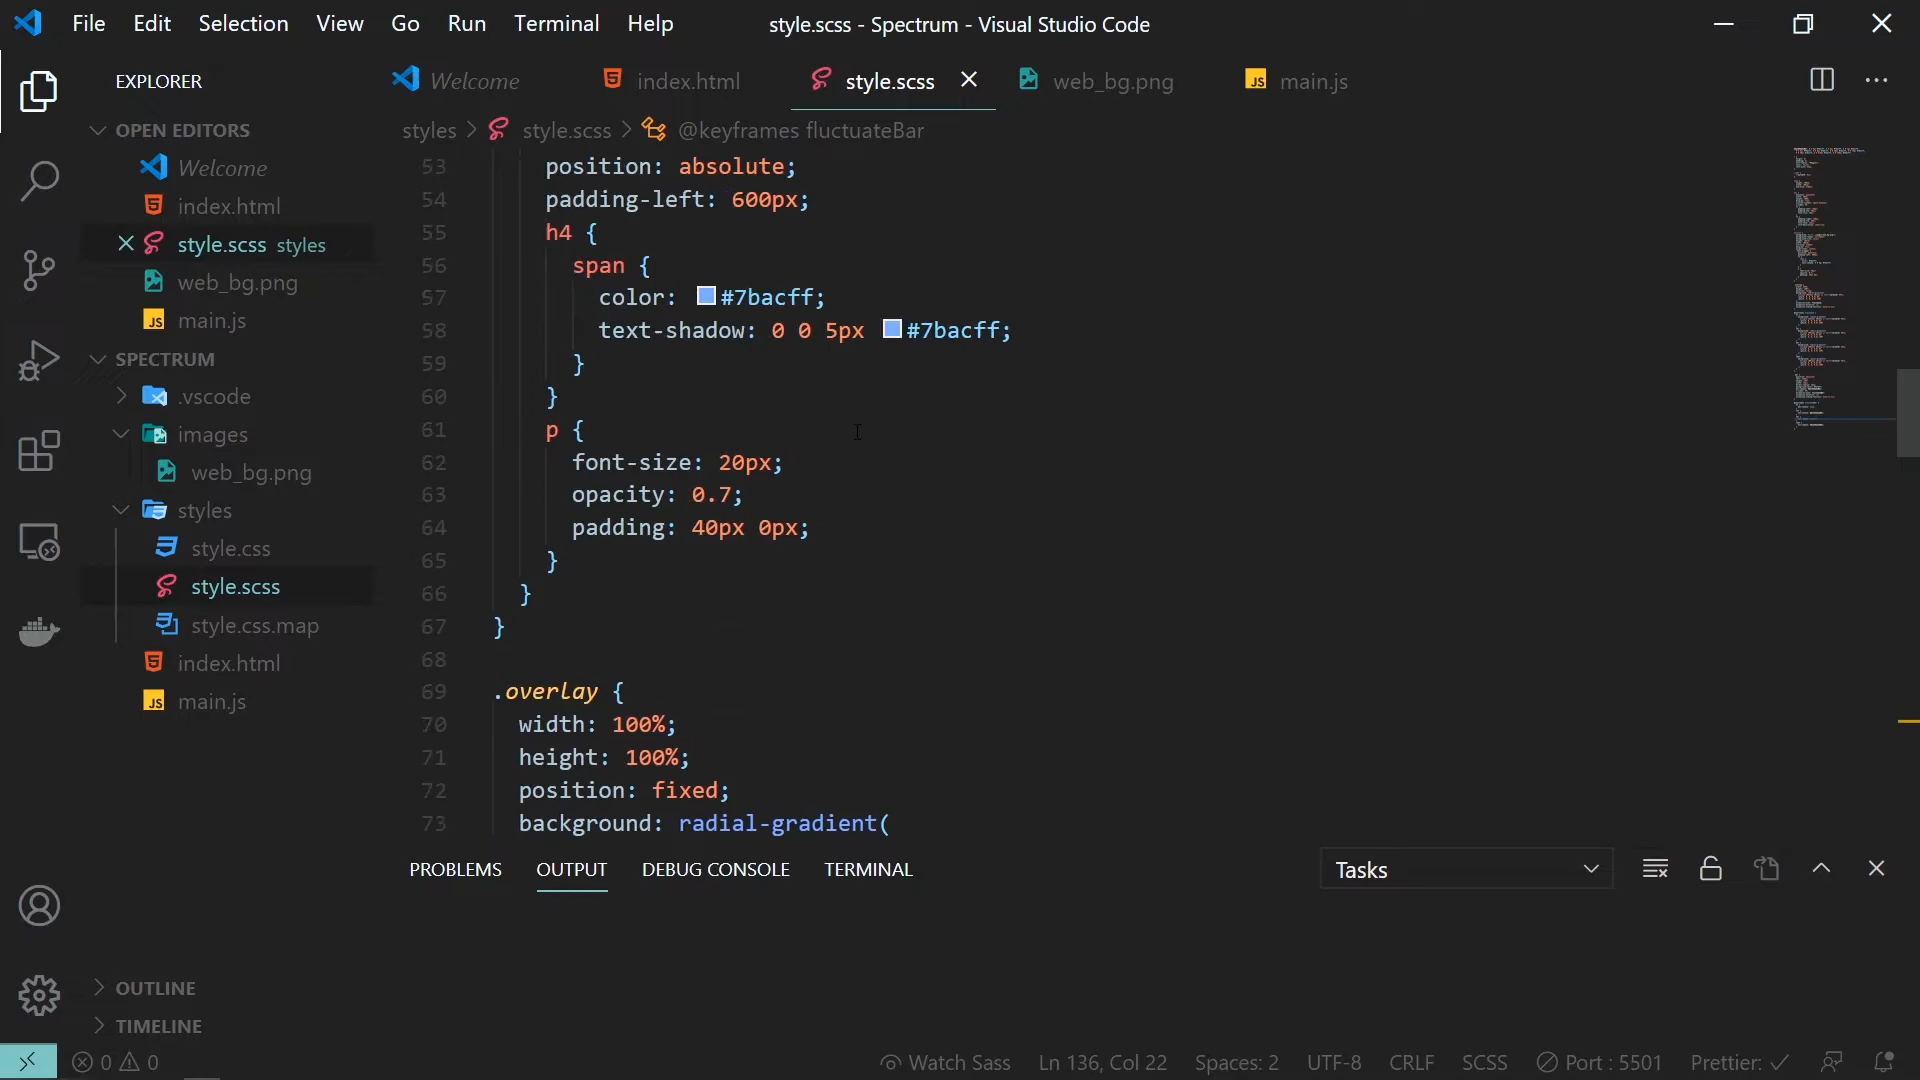 File Edit Selection View Go Run Terminal Help style.scss - Spectrum - Visual Studio Code
EXPLORER
OPEN EDITORS
Welcome
index.html
style.scss styles
web_bg.png
main.js
SPECTRUM
.vscode
images
web_bg.png
styles
style.css
style.scss
style.css.map
index.html
main.js
OUTLINE
TIMELINE
Welcome index.html style.scss web_bg.png main.js
styles > style.scss > @keyframes fluctuateBar
53 position: absolute;
54 padding-left: 600px;
55 h4 {
56 span {
57 color: #7bacff;
58 text-shadow: 0 0 5px #7bacff;
59 }
60 }
61 p {
62 font-size: 20px;
63 opacity: 0.7;
64 padding: 40px 0px;
65 }
66 }
67 }
68
69 .overlay {
70 width: 100%;
71 height: 100%;
72 position: fixed;
73 background: radial-gradient(
PROBLEMS OUTPUT DEBUG CONSOLE TERMINAL Tasks
0 0 Watch Sass Ln 136, Col 22 Spaces: 2 UTF-8 CRLF SCSS Port : 5501 Prettier: ✓